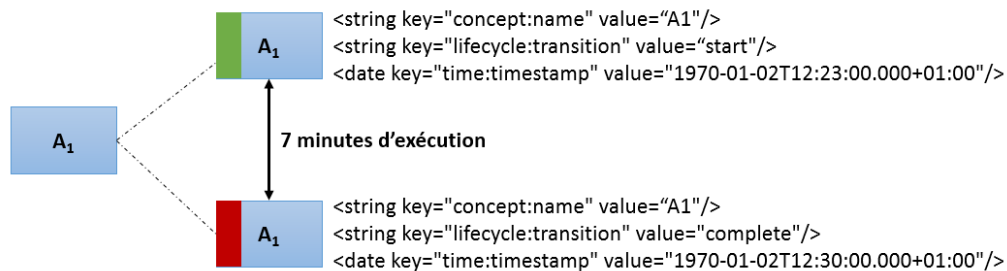 A₁
<string key="concept:name" value=“A1"/>
<string key="lifecycle:transition" value=“start"/>
<date key="time:timestamp" value="1970-01-02T12:23:00.000+01:00"/>
A₁
7 minutes d’exécution
A₁
<string key="concept:name" value=“A1"/>
<string key="lifecycle:transition" value="complete"/>
<date key="time:timestamp" value="1970-01-02T12:30:00.000+01:00"/>